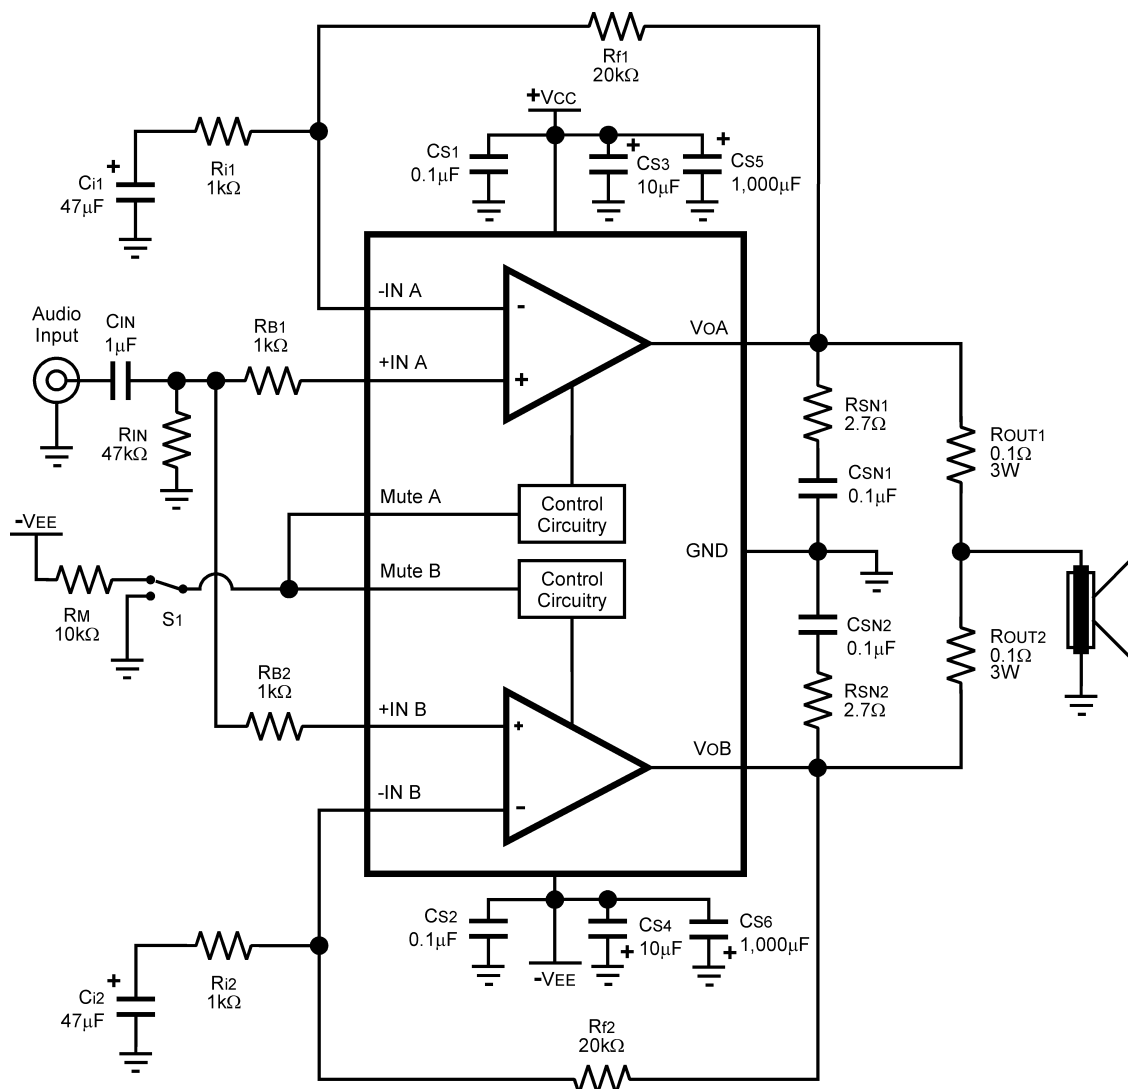 Rf1
20kΩ
+VCC
CS1
0.1µF
+
CS3
10µF
+
CS5
1,000µF
Ri1
1kΩ
+
Ci1
47µF
-IN A
-
Audio
Input
CIN
1µF
RB1
1kΩ
+IN A
+
VOA
RIN
47kΩ
RSN1
2.7Ω
ROUT1
0.1Ω
3W
CSN1
0.1µF
Mute A
Control
Circuitry
-VEE
GND
Mute B
Control
Circuitry
RM
10kΩ
S1
CSN2
0.1µF
ROUT2
0.1Ω
3W
RB2
1kΩ
RSN2
2.7Ω
+IN B
+
VOB
-IN B
-
CS2
0.1µF
CS4
10µF
+
CS6
1,000µF
+
-VEE
Ri2
1kΩ
+
Ci2
47µF
Rf2
20kΩ